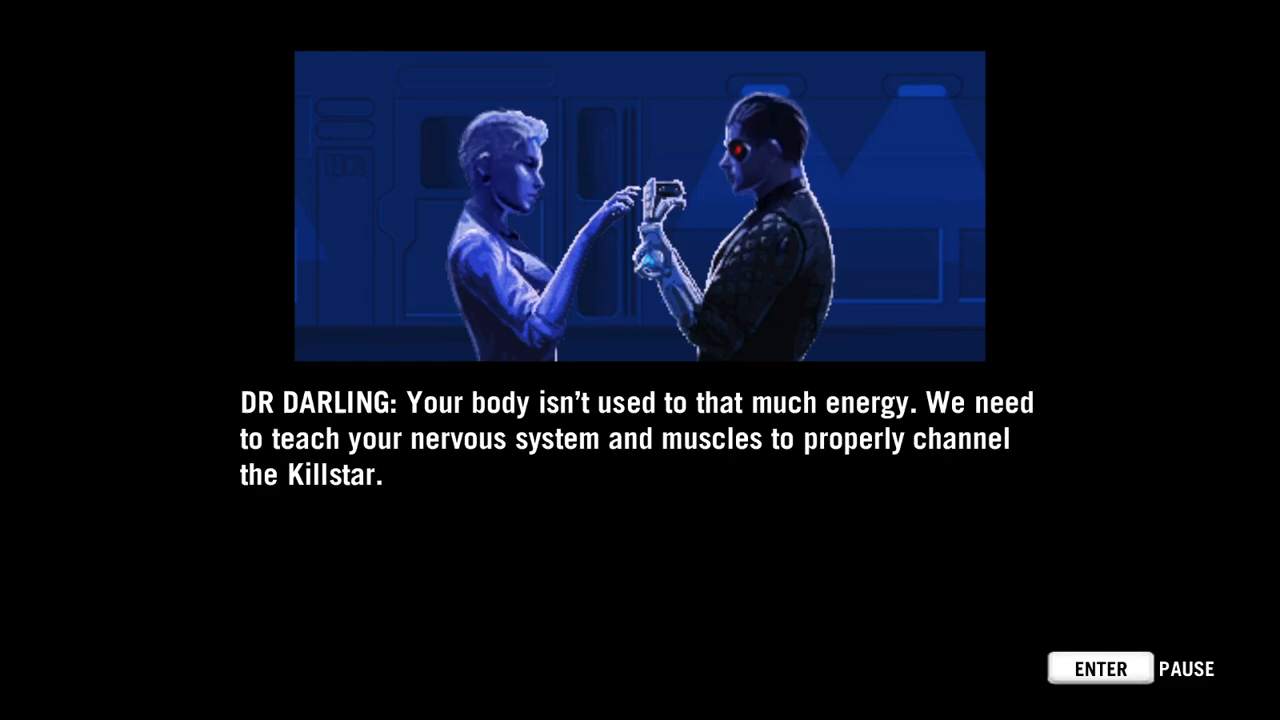 DR DARLING: Your body isn't used to that much energy. We need
to teach your nervous system and muscles to properly channel
the Killstar.
ENTER PAUSE